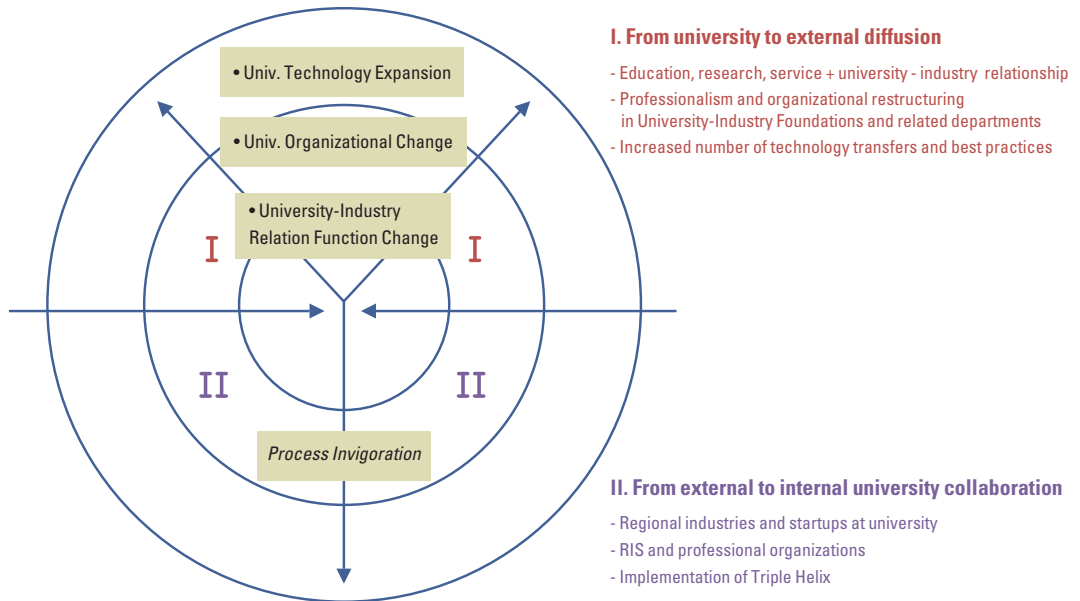 • Univ. Technology Expansion
• Univ. Organizational Change
• University-Industry
Relation Function Change
I
I
II
II
Process Invigoration
I. From university to external diffusion
- Education, research, service + university - industry relationship
- Professionalism and organizational restructuring
in University-Industry Foundations and related departments
- Increased number of technology transfers and best practices
II. From external to internal university collaboration
- Regional industries and startups at university
- RIS and professional organizations
- Implementation of Triple Helix